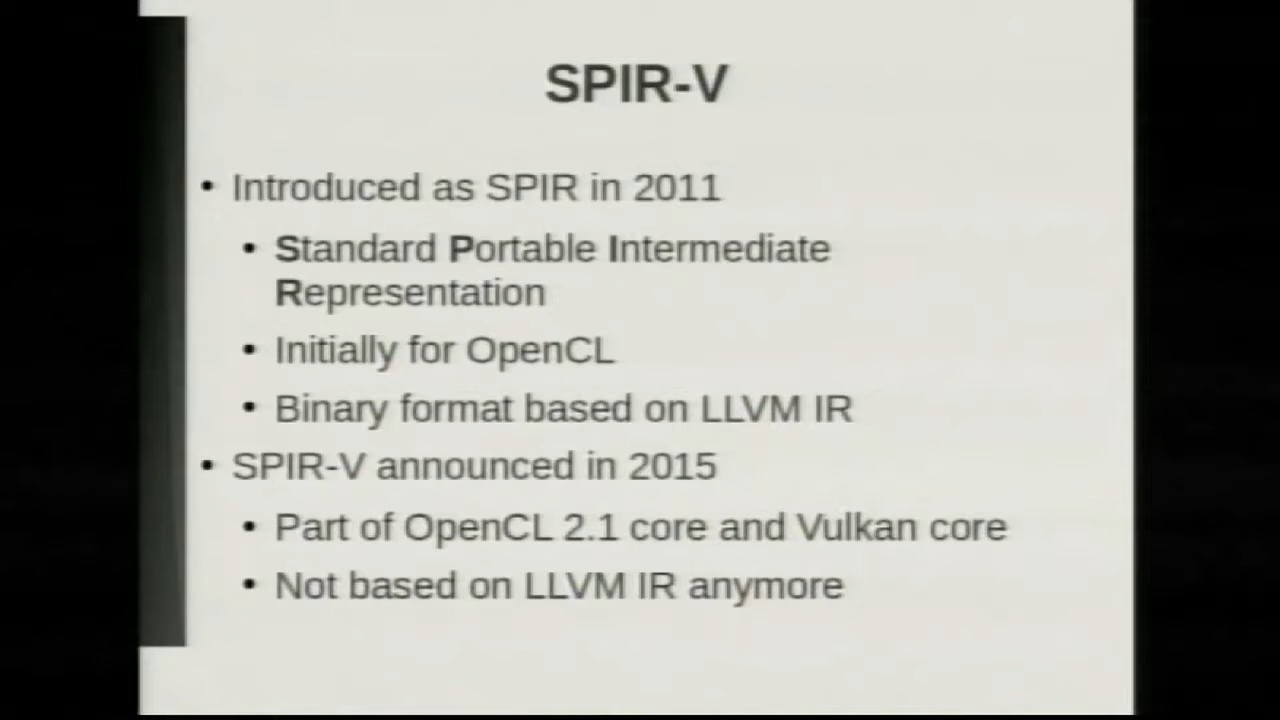 SPIR-V
• Introduced as SPIR in 2011
• Standard Portable Intermediate
Representation
• Initially for OpenCL
• Binary format based on LLVM IR
• SPIR-V announced in 2015
• Part of OpenCL 2.1 core and Vulkan core
• Not based on LLVM IR anymore